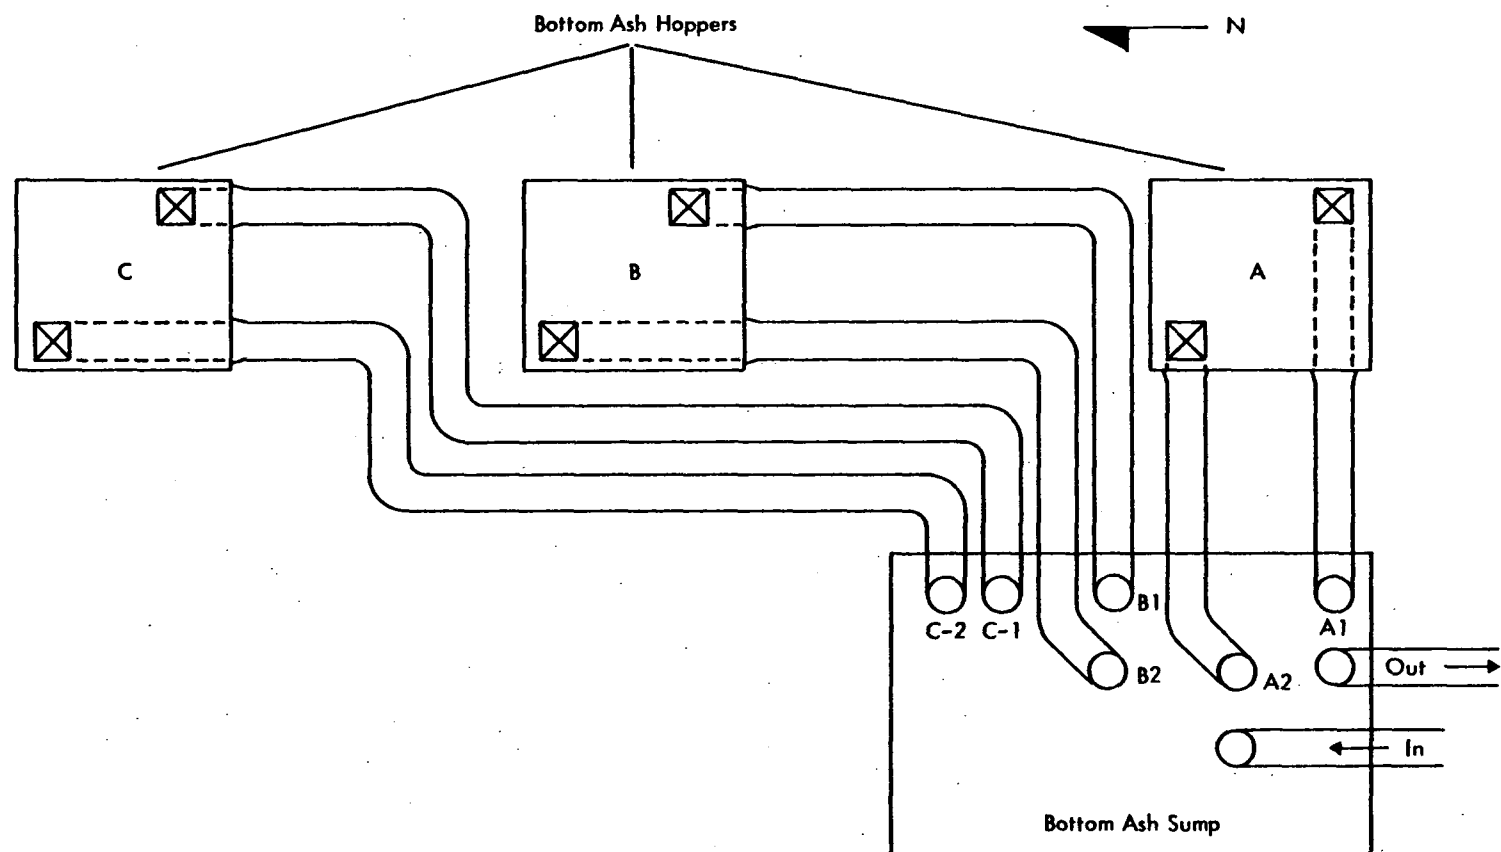 Bottom Ash Hoppers
N
C
B
A
B1
C-2
C-1
A1
B2
A2
Out
In
Bottom Ash Sump